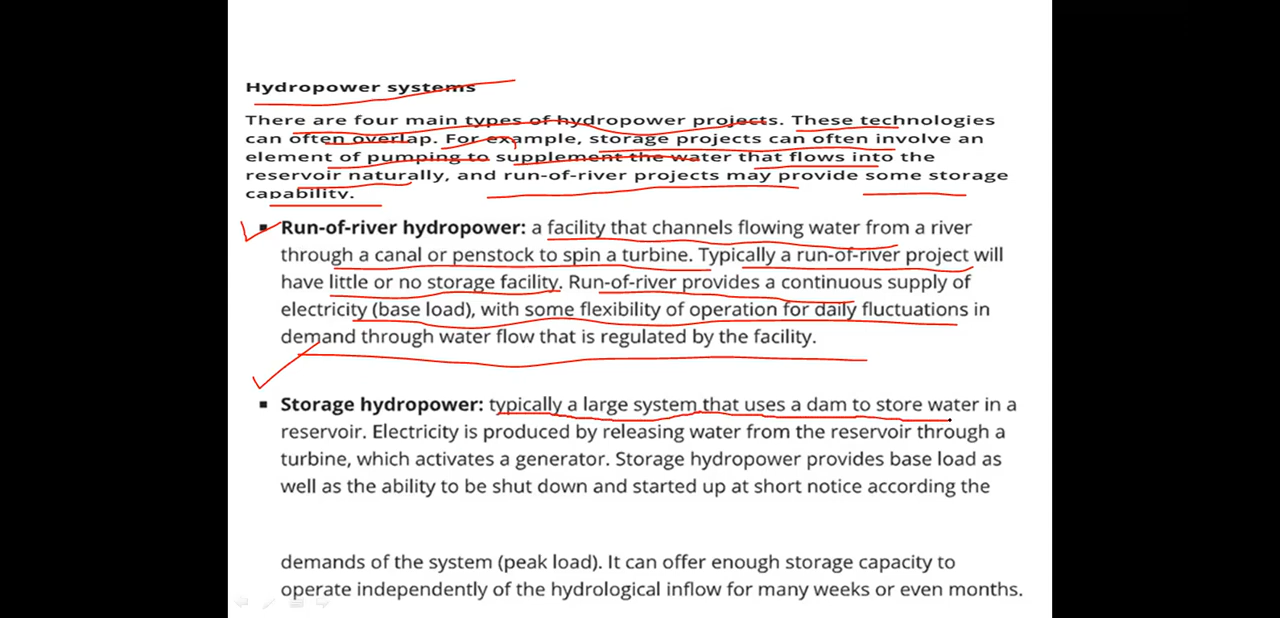 Hydropower systems
There are four main types of hydropower projects. These technologies
can often overlap. For example, storage projects can often involve an
element of pumping to supplement the water that flows into the
reservoir naturally, and run-of-river projects may provide some storage
capability.
▪ Run-of-river hydropower: a facility that channels flowing water from a river
through a canal or penstock to spin a turbine. Typically a run-of-river project will
have little or no storage facility. Run-of-river provides a continuous supply of
electricity (base load), with some flexibility of operation for daily fluctuations in
demand through water flow that is regulated by the facility.
▪ Storage hydropower: typically a large system that uses a dam to store water in a
reservoir. Electricity is produced by releasing water from the reservoir through a
turbine, which activates a generator. Storage hydropower provides base load as
well as the ability to be shut down and started up at short notice according the
demands of the system (peak load). It can offer enough storage capacity to
operate independently of the hydrological inflow for many weeks or even months.